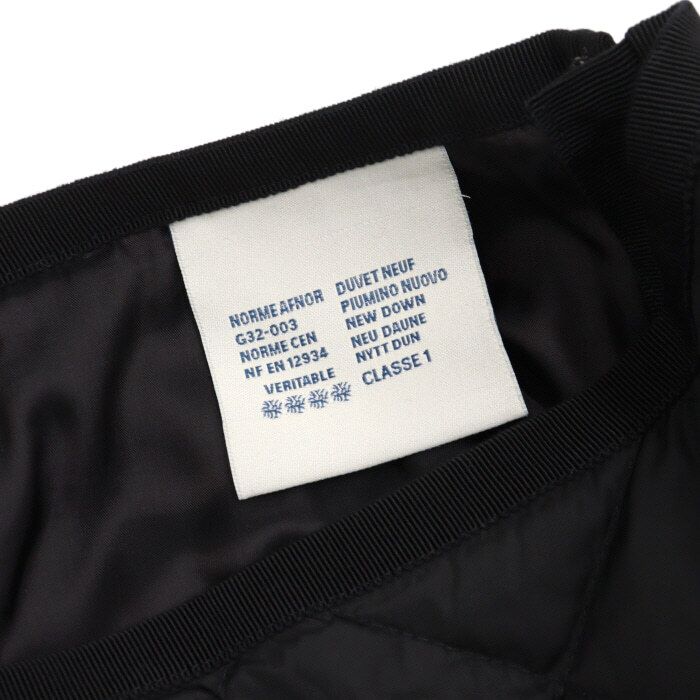 NORME AFNOR
G32-003
NORME CEN
NF EN 12934
VERITABLE
DUVET NEUF
PIUMINO NUOVO
NEW DOWN
NEU DAUNE
NYTT DUN
CLASSE 1